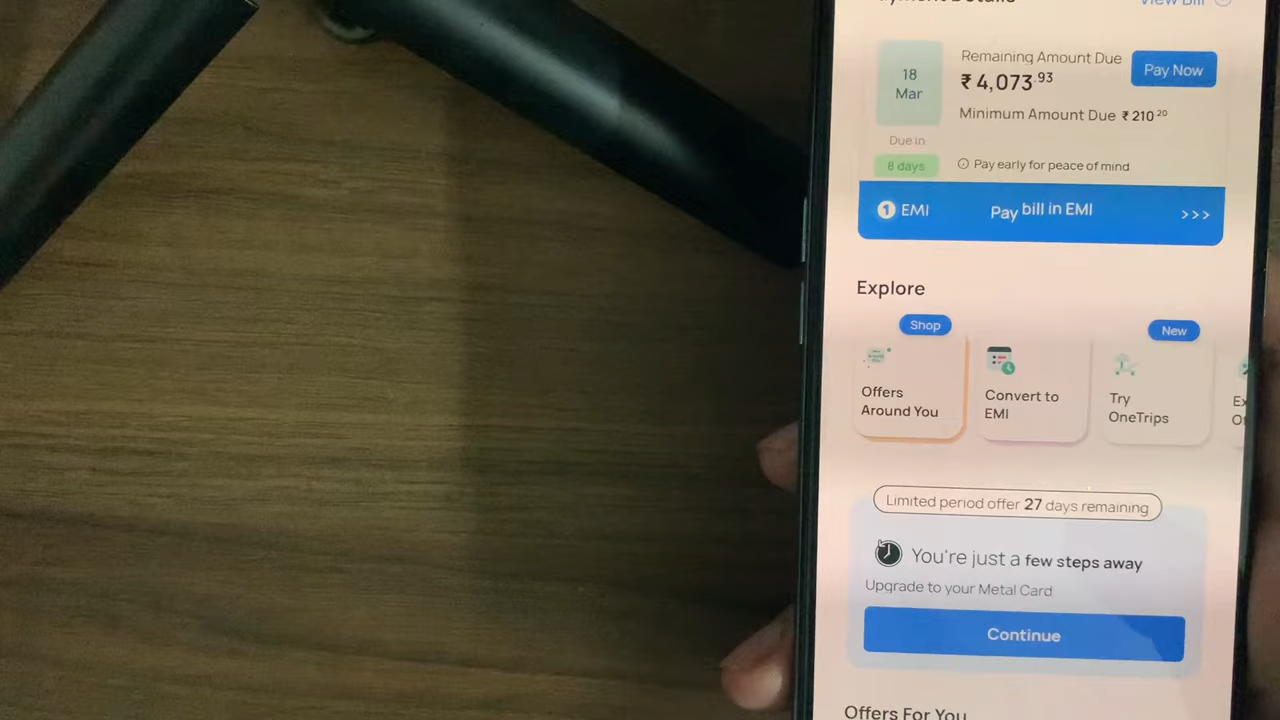 View Bill
18
Mar
Remaining Amount Due
₹ 4,073.93
Pay Now
Minimum Amount Due ₹ 210.20
Due in
8 days
Pay early for peace of mind
1 EMI
Pay bill in EMI
>>>
Explore
Shop
New
Offers
Around You
Convert to
EMI
Try
OneTrips
Limited period offer 27 days remaining
You're just a few steps away
Upgrade to your Metal Card
Continue
Offers For You